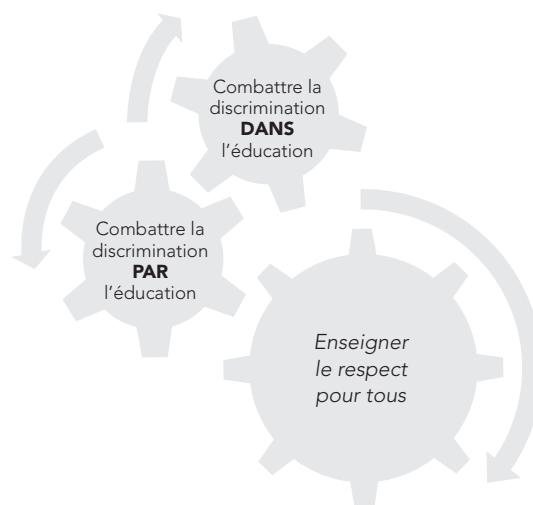 Combattre la
discrimination
DANS
l'éducation
Combattre la
discrimination
PAR
l'éducation
Enseigner
le respect
pour tous